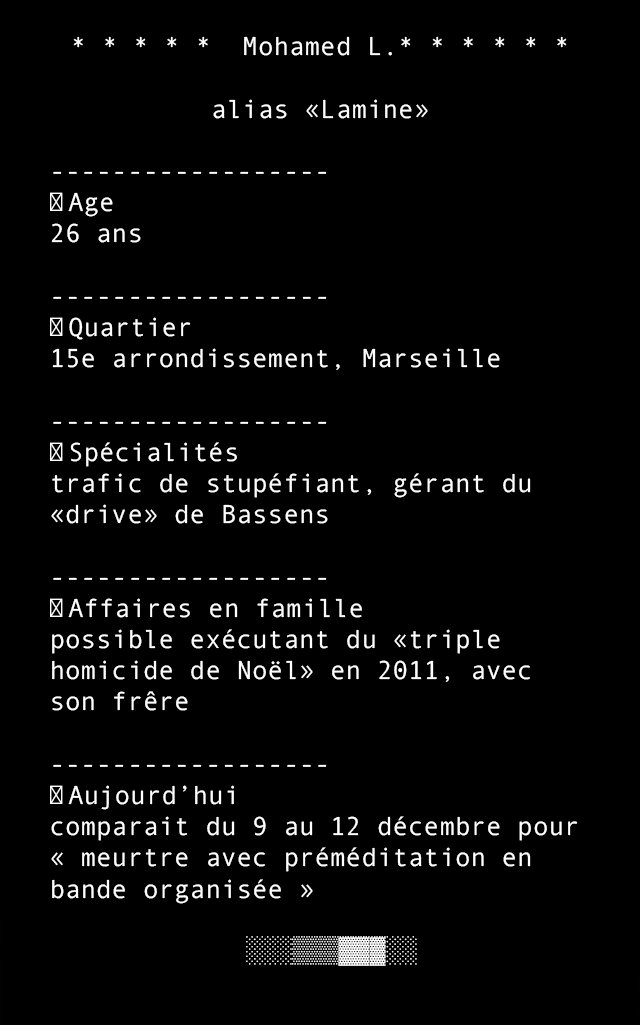 * * * * *  Mohamed L.* * * * * *
alias «Lamine»
------------------
Age
26 ans
------------------
Quartier
15e arrondissement, Marseille
------------------
Spécialités
trafic de stupéfiant, gérant du
«drive» de Bassens
------------------
Affaires en famille
possible exécutant du «triple
homicide de Noël» en 2011, avec
son frêre
------------------
Aujourd’hui
comparait du 9 au 12 décembre pour
« meurtre avec préméditation en
bande organisée »